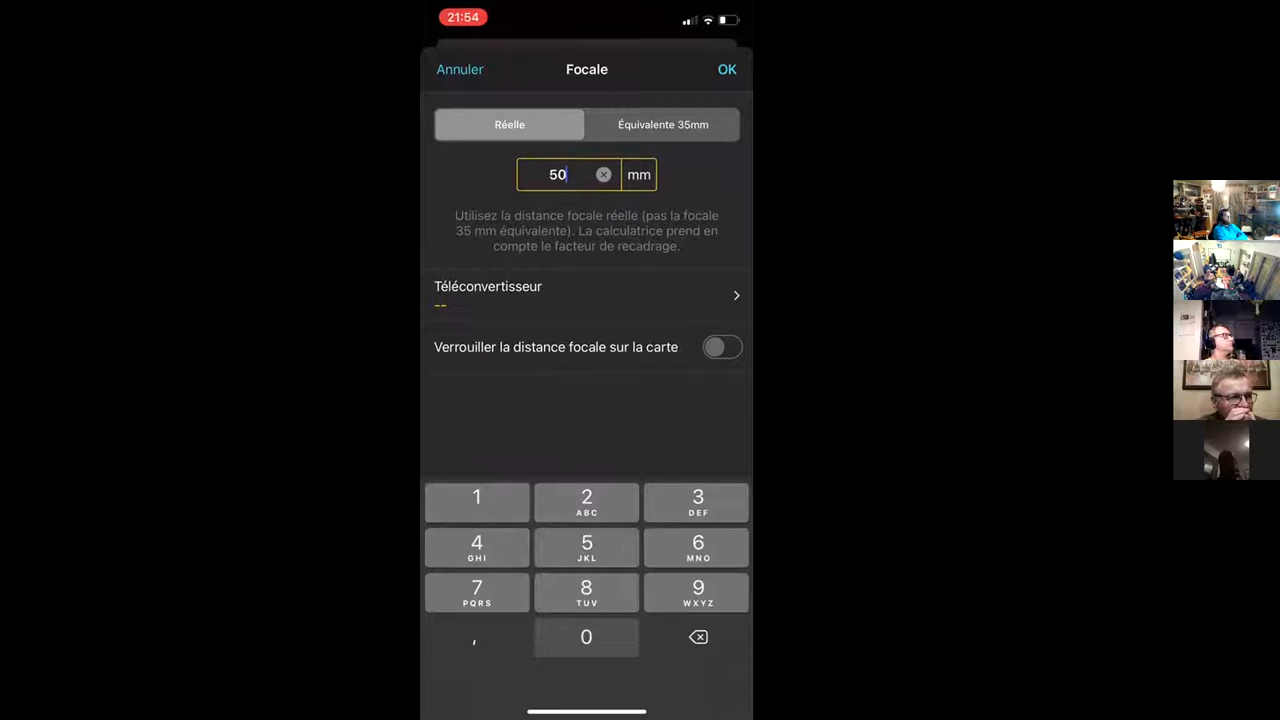 21:54
Annuler
Focale
OK
Réelle
Équivalente 35mm
50
mm
Utilisez la distance focale réelle (pas la focale
35 mm équivalente). La calculatrice prend en
compte le facteur de recadrage.
Téléconvertisseur
--
Verrouiller la distance focale sur la carte
1
2
ABC
3
DEF
4
GHI
5
JKL
6
MNO
7
PQRS
8
TUV
9
WXYZ
,
0